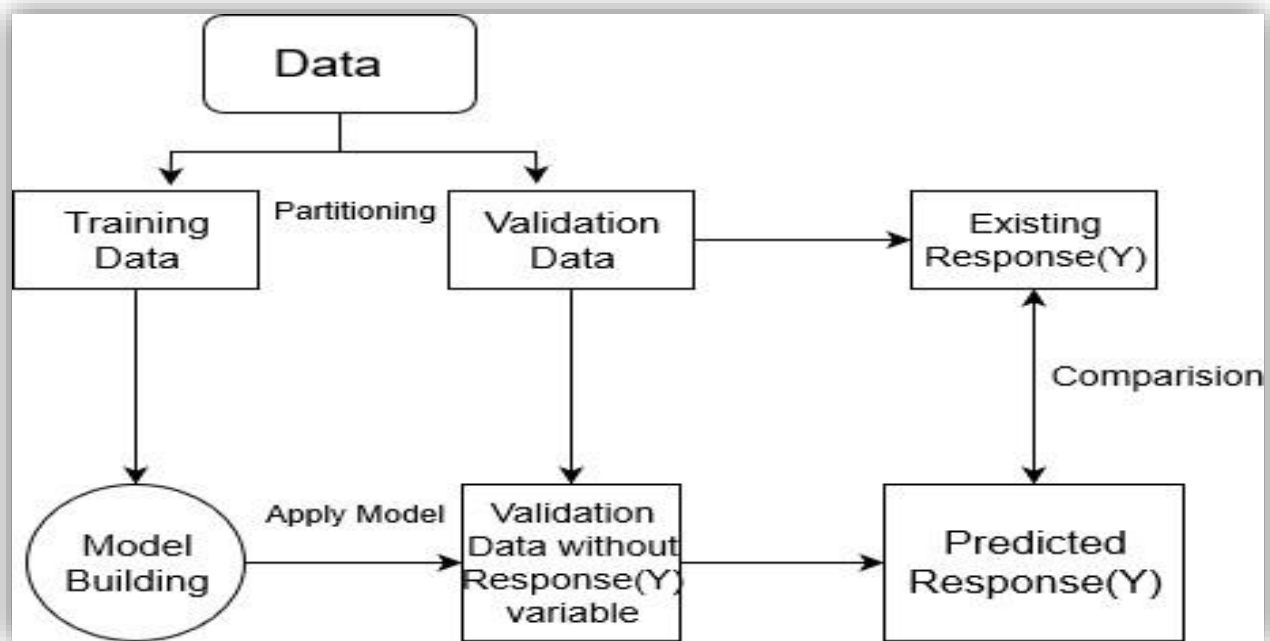 Data
Training
Data
Partitioning
Validation
Data
Existing
Response(Y)
Comparision
Model
Building
Apply Model
Validation
Data without
Response(Y)
variable
Predicted
Response(Y)